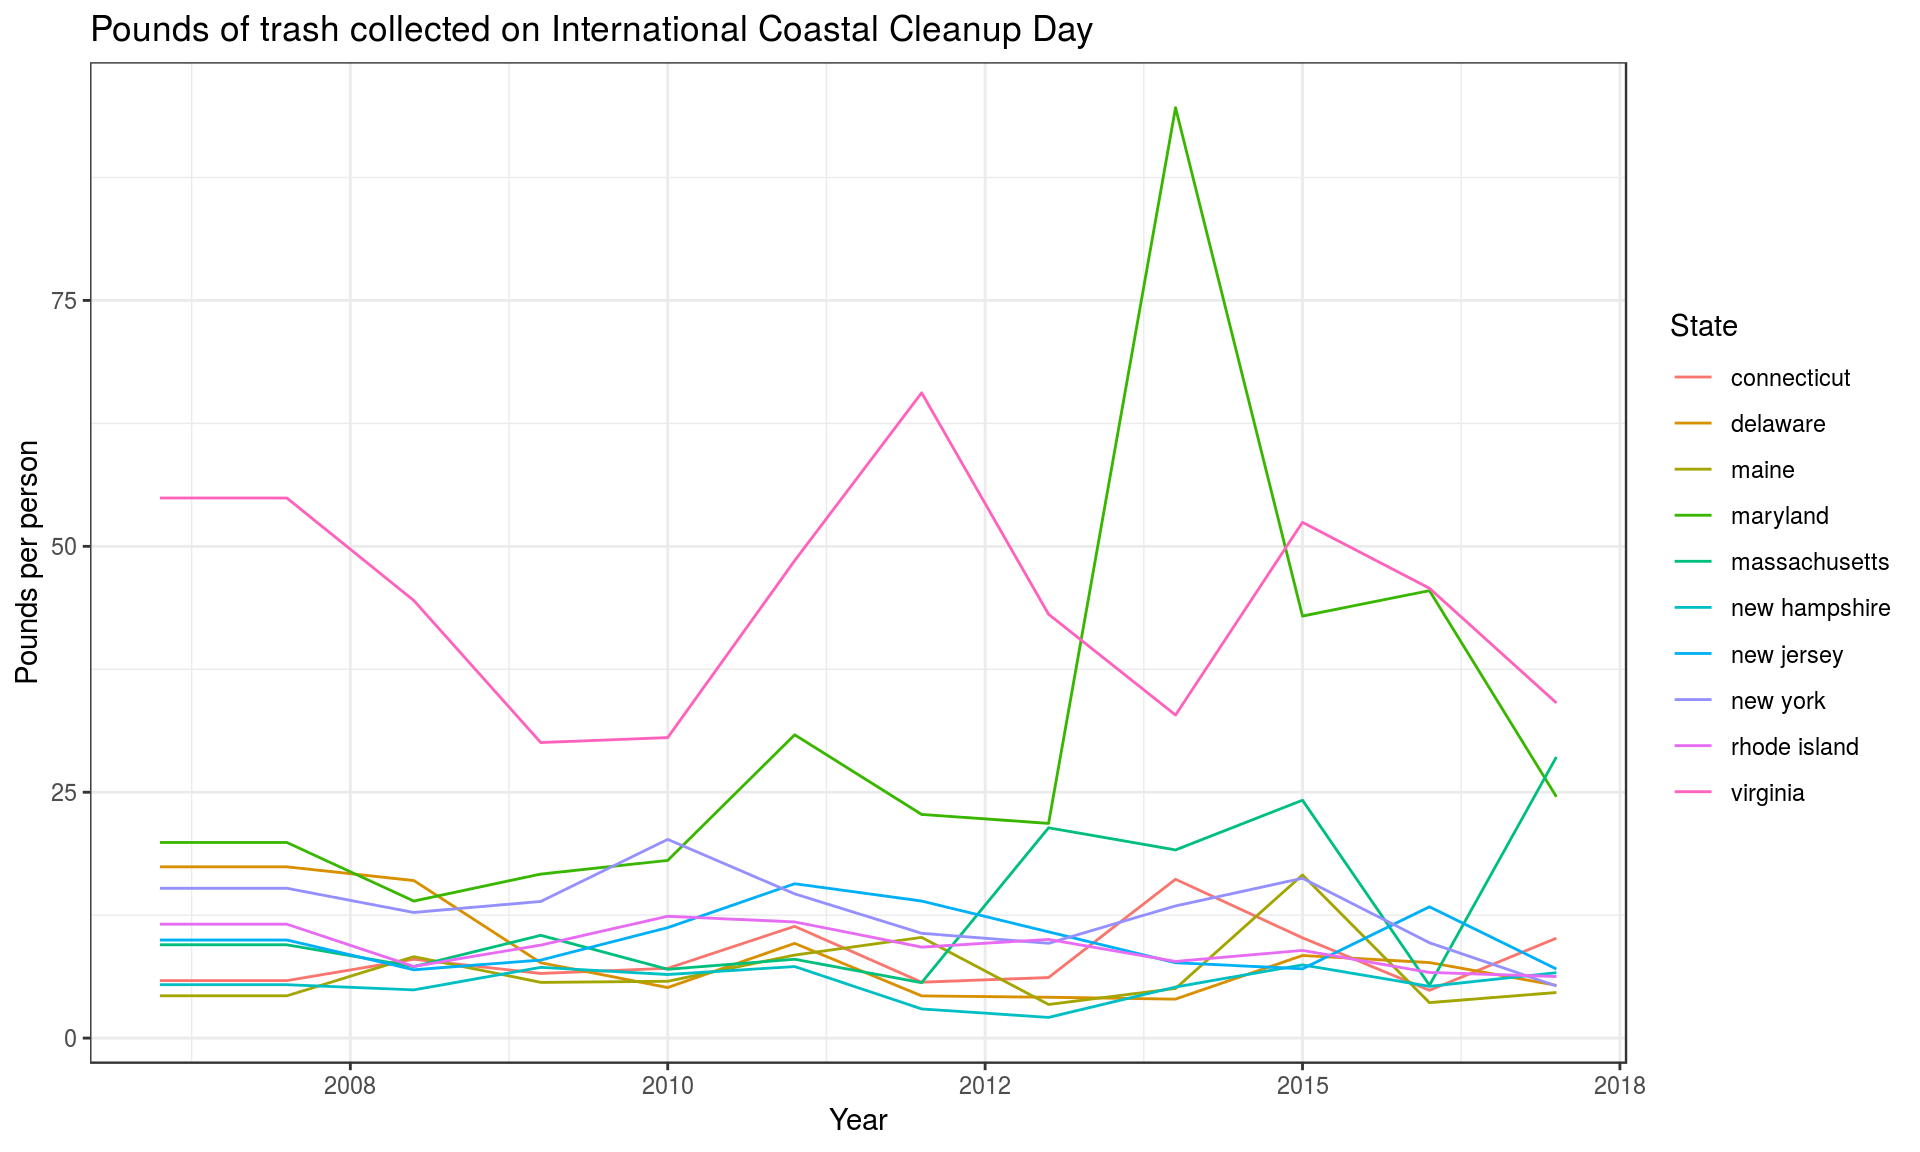 Pounds of trash collected on International Coastal Cleanup Day
Pounds per person
75
50
25
0
2008
2010
2012
2015
2018
Year
State
connecticut
delaware
maine
maryland
massachusetts
new hampshire
new jersey
new york
rhode island
virginia